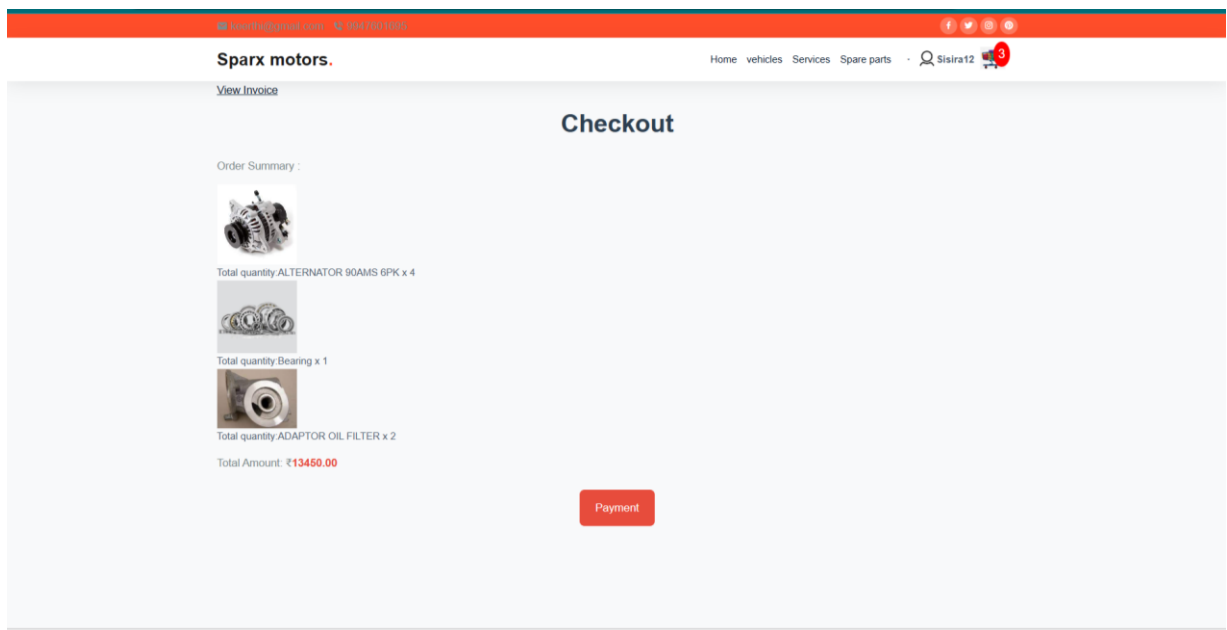 Sparx motors.
Home vehicles Services Spare parts - Sisira12 3
View Invoice
Checkout
Order Summary :
Total quantity:ALTERNATOR 90AMS 6PK x 4
Total quantity:Bearing x 1
Total quantity:ADAPTOR OIL FILTER x 2
Total Amount: ₹13450.00
Payment